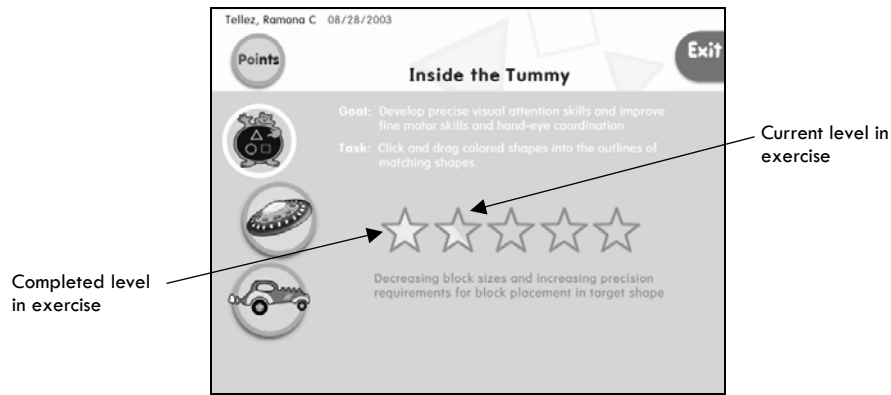 Tellez, Ramona C 08/28/2003
Points
Exit
Inside the Tummy
Goal: Develop precise visual attention skills and improve
fine motor skills and hand-eye coordination.
Task: Click and drag colored shapes into the outlines of
matching shapes.
Current level in
exercise
Completed level
in exercise
Decreasing block sizes and increasing precision
requirements for block placement in target shape